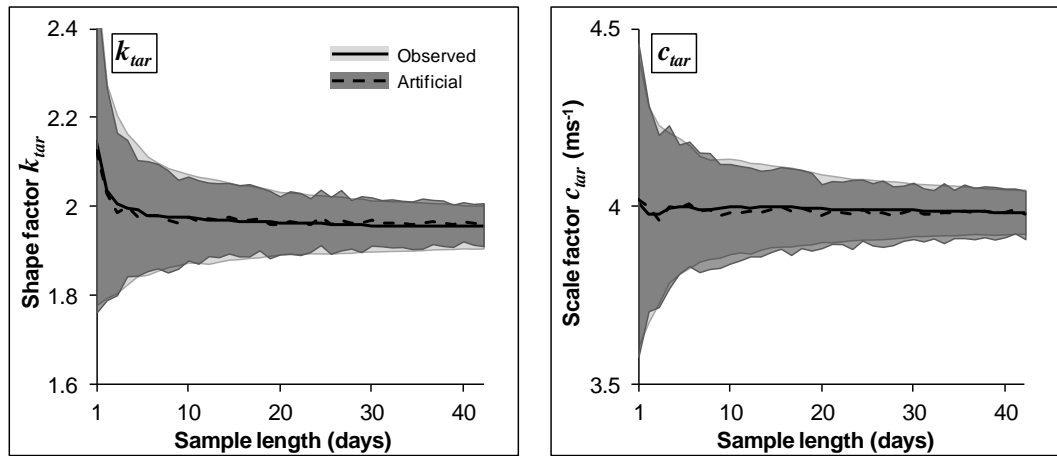 2.4
2.2
2
1.8
1.6
Shape factor k_tar
k_tar
Observed
Artificial
1 10 20 30 40
Sample length (days)
4.5
4
3.5
Scale factor c_tar (ms⁻¹)
c_tar
1 10 20 30 40
Sample length (days)